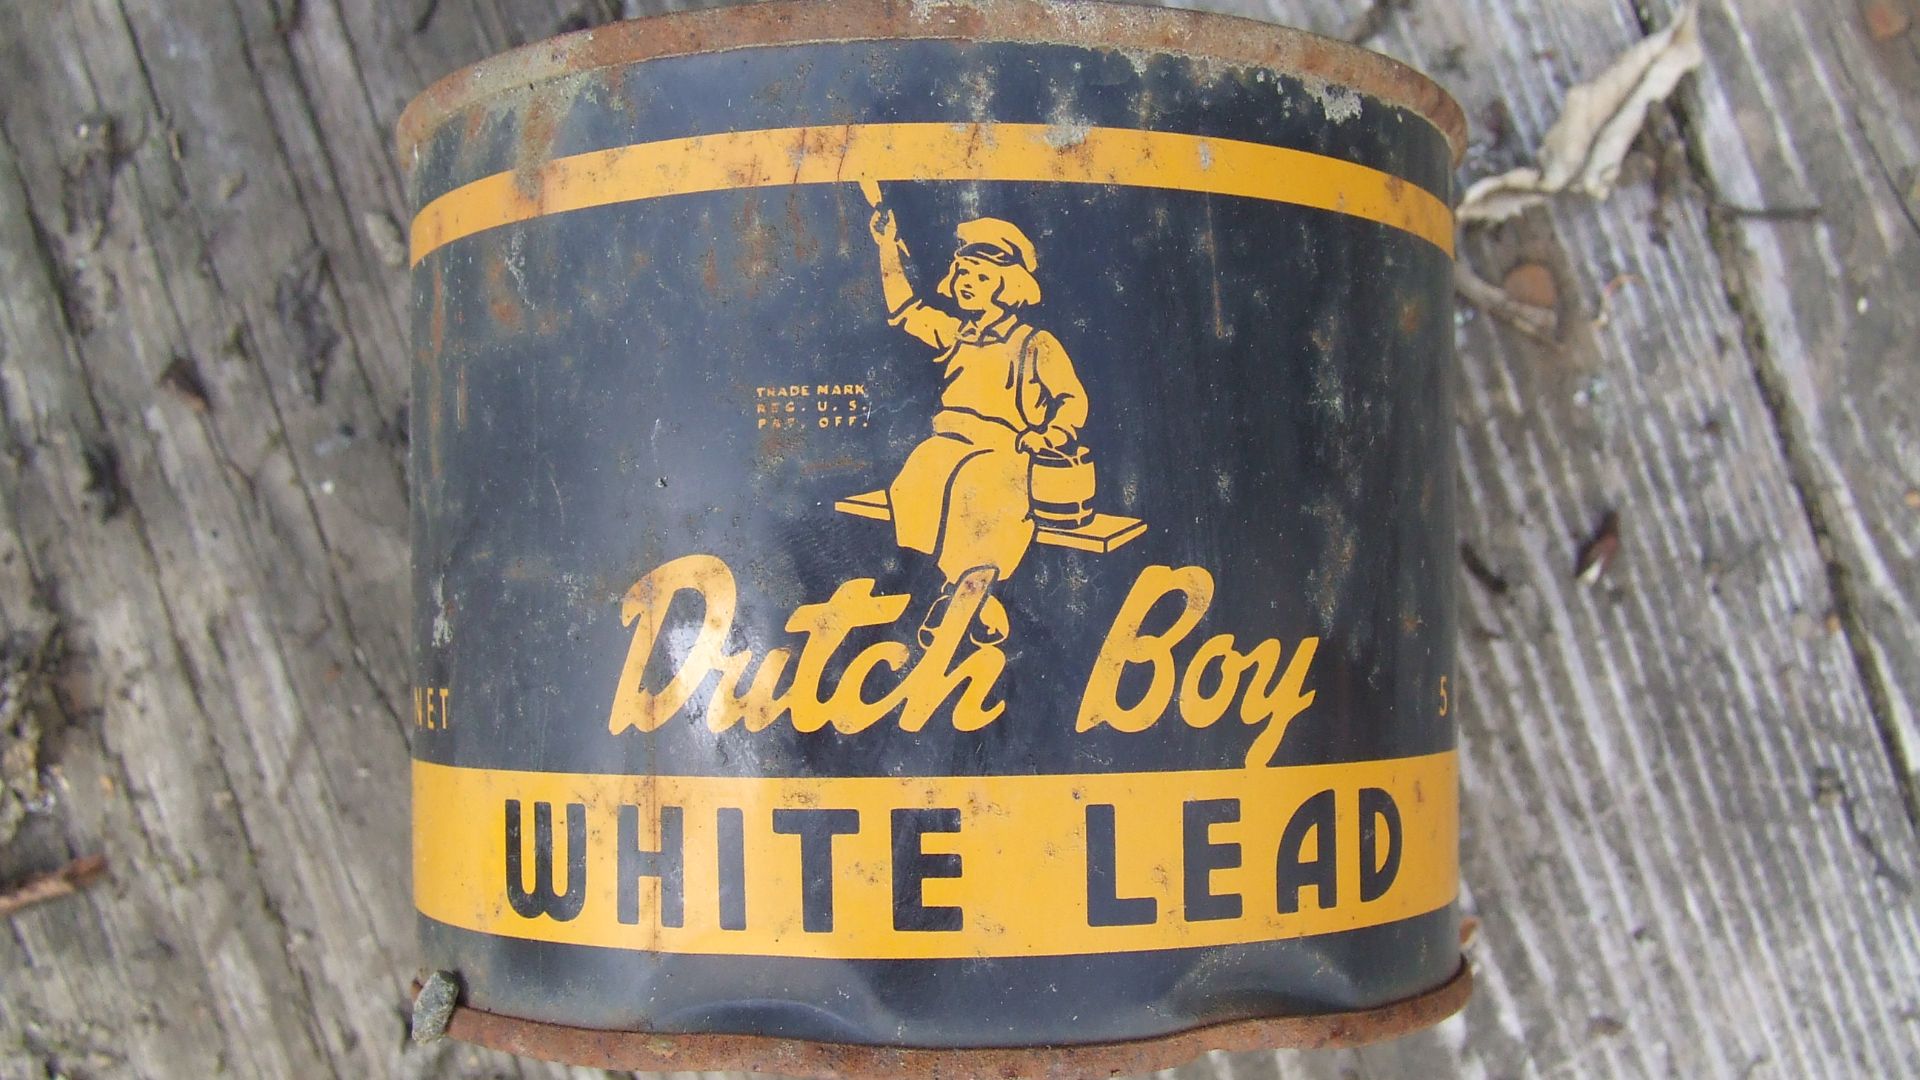 TRADE MARK
REG. U. S.
PAT. OFF.
Dutch Boy
NET 5
WHITE LEAD